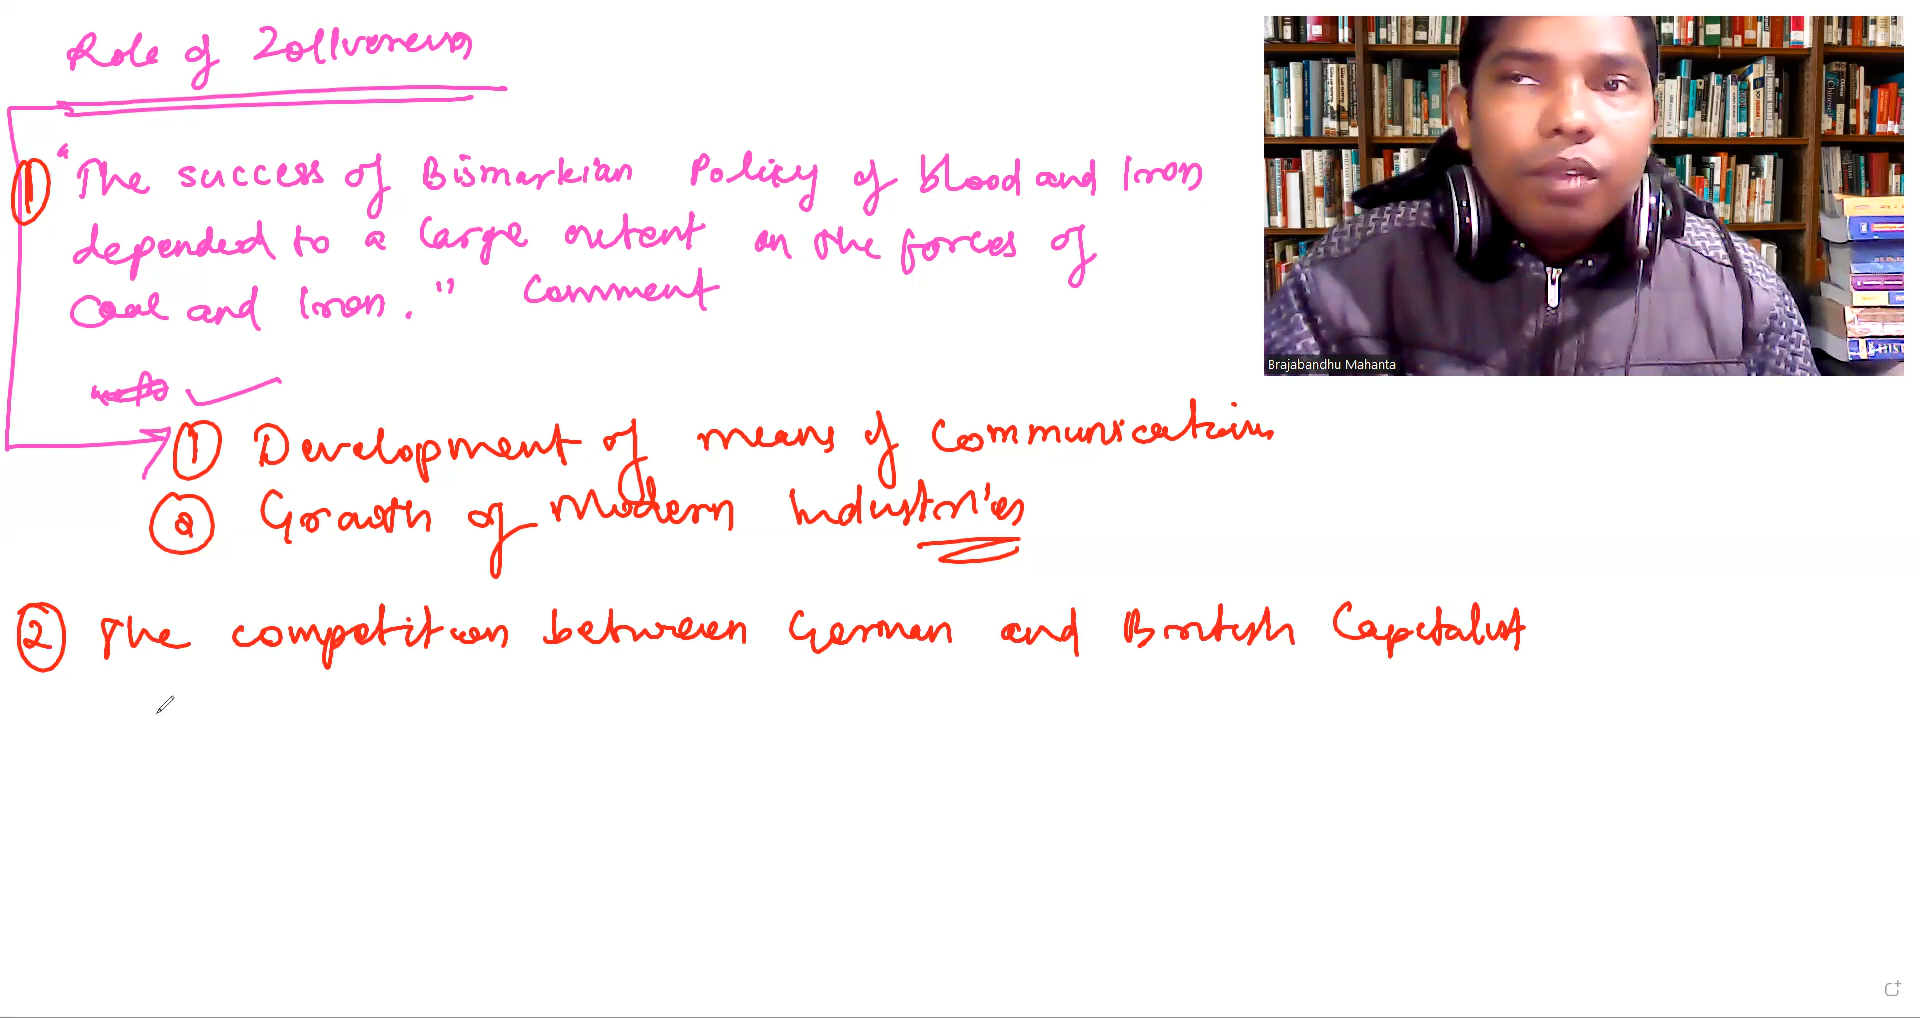 Role of Zollverein
① "The success of Bismarkian Policy of blood and Iron
depended to a large extent on the forces of
Coal and Iron." Comment
① Development of means of Communications
② Growth of Modern Industries
② The competition between German and British Capitalist
Brajabandhu Mahanta